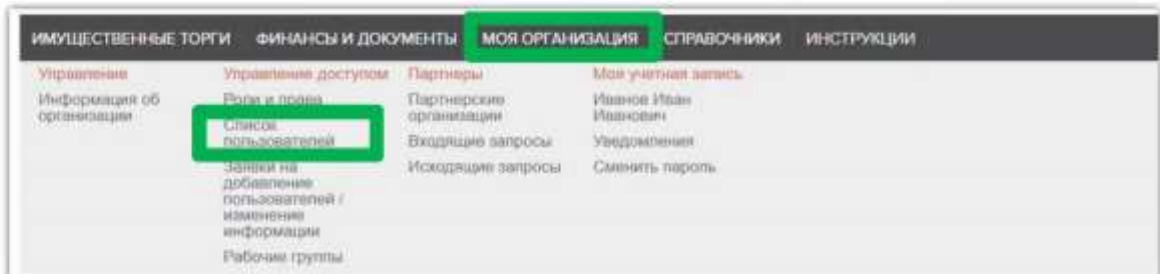 ИМУЩЕСТВЕННЫЕ ТОРГИ ФИНАНСЫ И ДОКУМЕНТЫ МОЯ ОРГАНИЗАЦИЯ СПРАВОЧНИКИ ИНСТРУКЦИИ
Управление
Информация об
организации
Управление доступом
Роли и права
Список
пользователей
Заявки на
добавление
пользователей /
изменение
информации
Рабочие группы
Партнеры
Партнерские
организации
Входящие запросы
Исходящие запросы
Моя учетная запись
Иванов Иван
Иванович
Уведомления
Сменить пароль